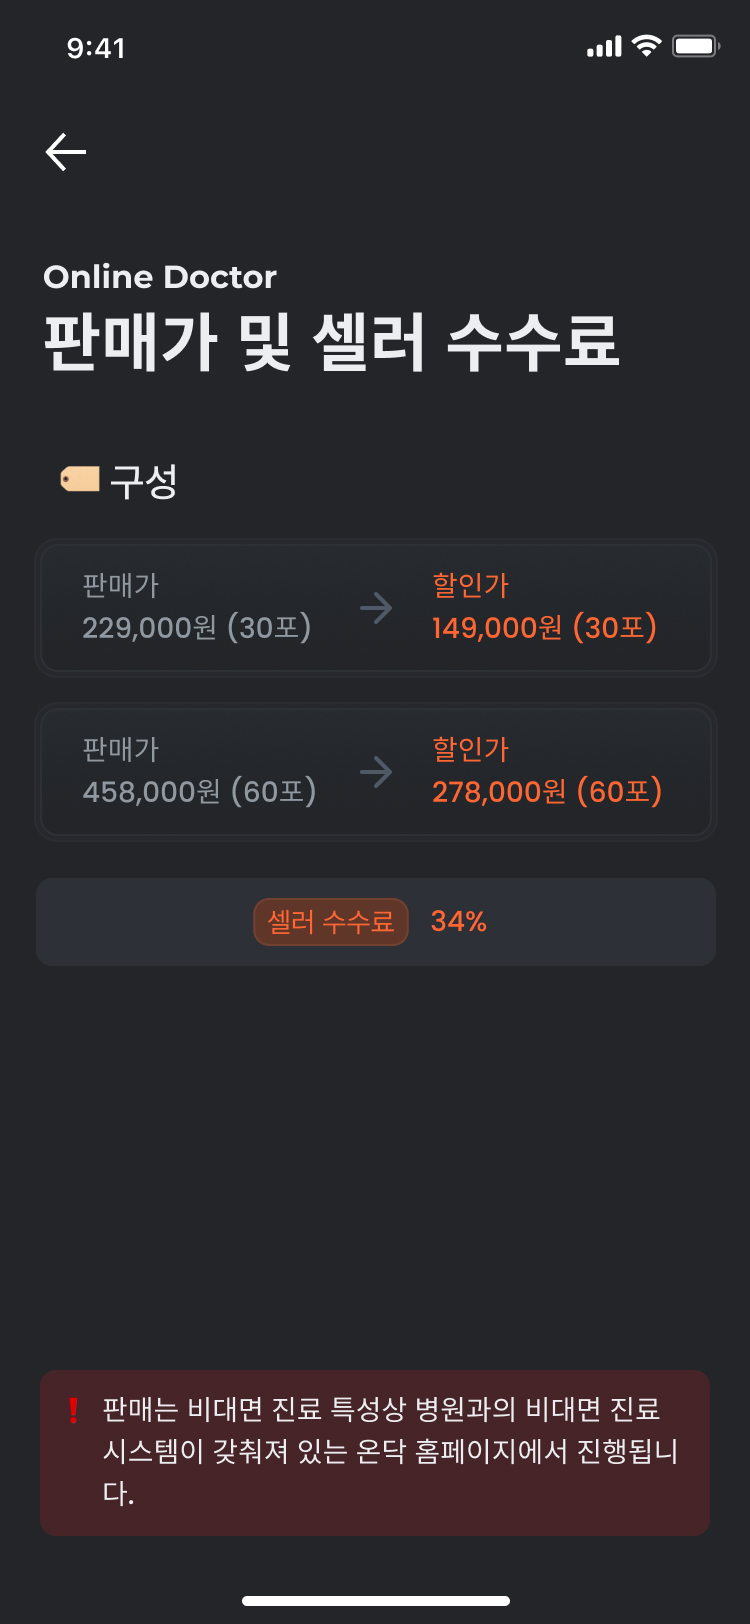 9:41
Online Doctor
판매가 및 셀러 수수료
구성
판매가
229,000원 (30포)
할인가
149,000원 (30포)
판매가
458,000원 (60포)
할인가
278,000원 (60포)
셀러 수수료 34%
❗ 판매는 비대면 진료 특성상 병원과의 비대면 진료
시스템이 갖춰져 있는 온닥 홈페이지에서 진행됩니
다.